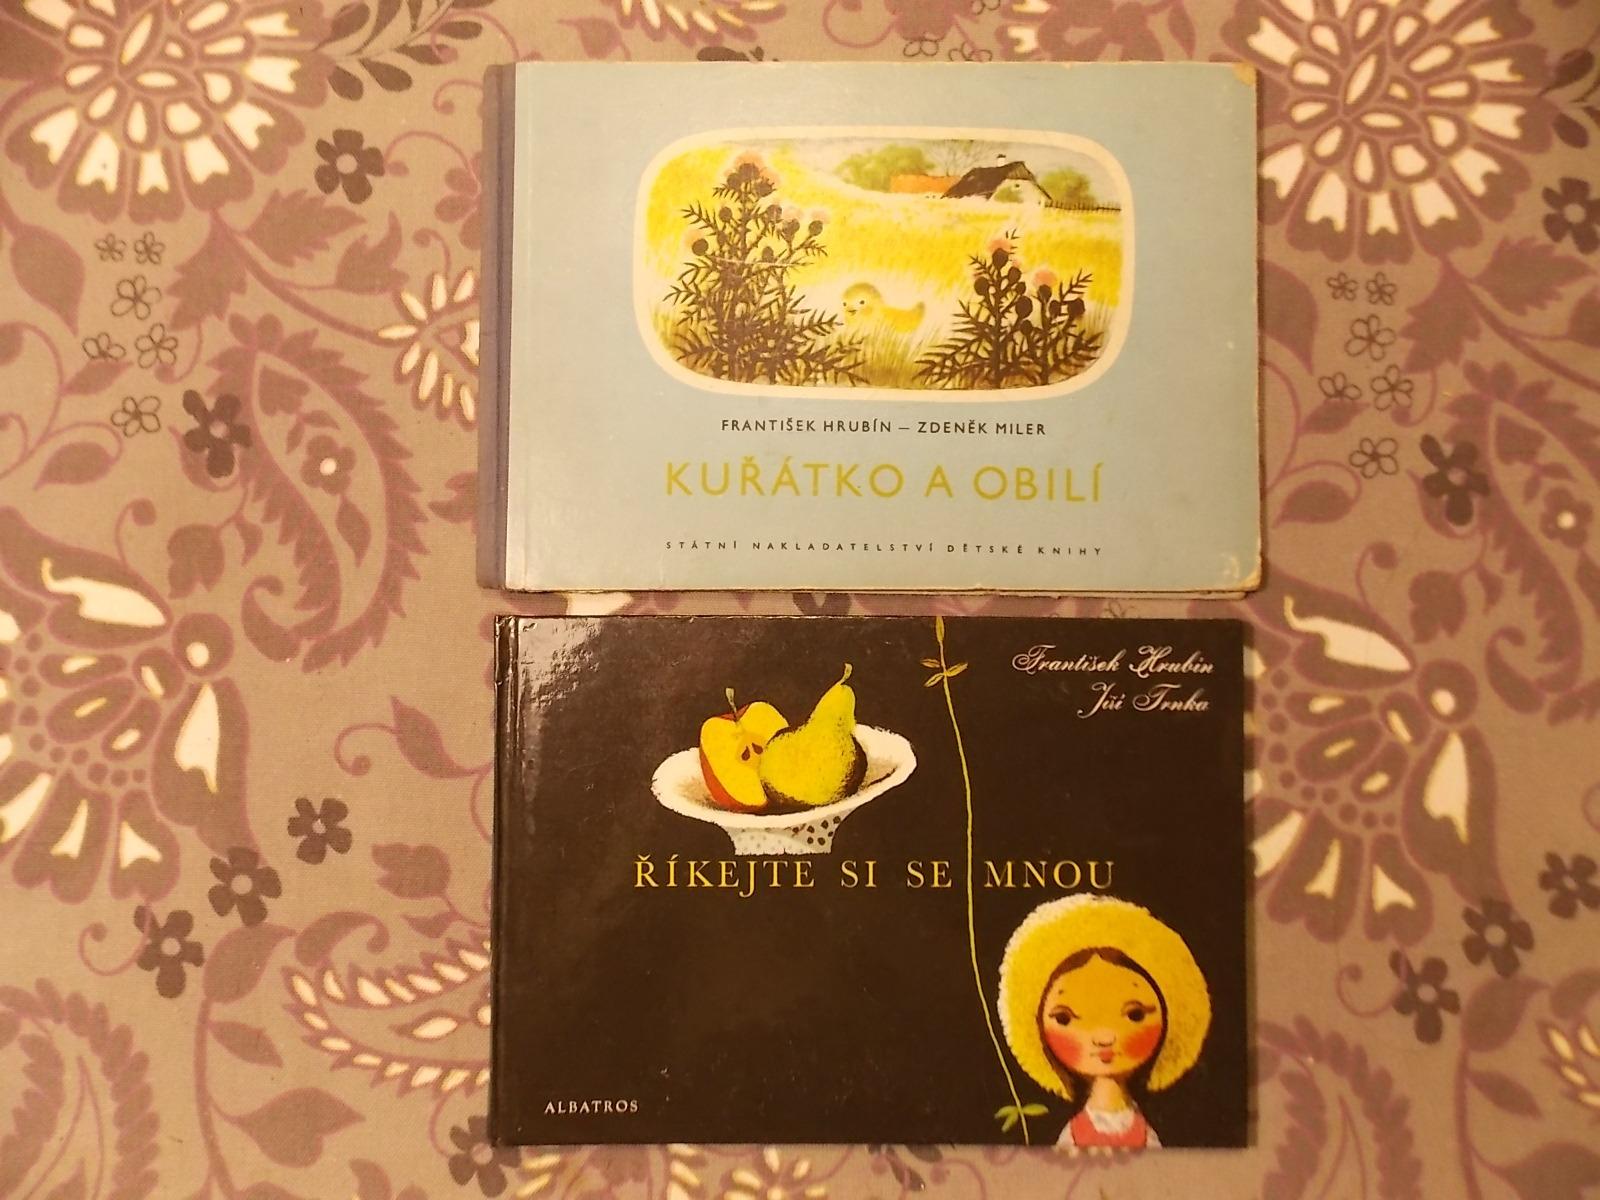 FRANTIŠEK HRUBÍN – ZDENĚK MILER
KUŘÁTKO A OBILÍ
STÁTNÍ NAKLADATELSTVÍ DĚTSKÉ KNIHY
František Hrubín
Jiří Trnka
ŘÍKEJTE SI SE MNOU
ALBATROS